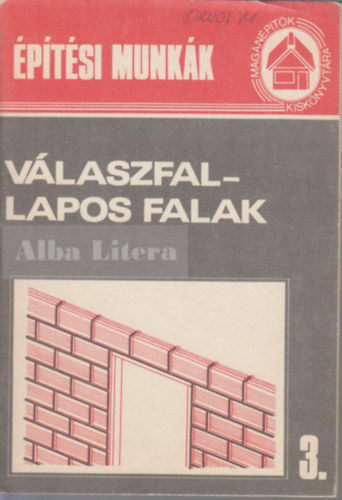 ÉPÍTÉSI MUNKÁK
MAGÁNÉPÍTŐK
KISKÖNYVTÁRA
VÁLASZFAL-
LAPOS FALAK
Alba Litera
3.